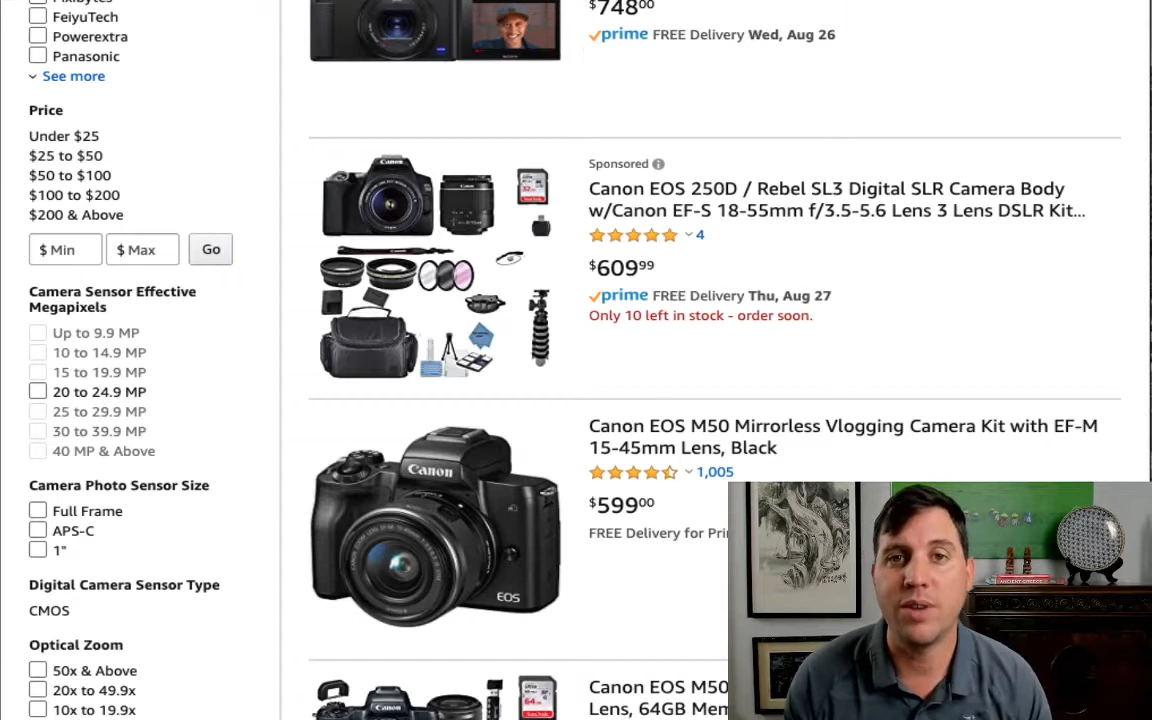 FeiyuTech
Powerextra
Panasonic
See more
Price
Under $25
$25 to $50
$50 to $100
$100 to $200
$200 & Above
$ Min
$ Max
Go
Camera Sensor Effective
Megapixels
Up to 9.9 MP
10 to 14.9 MP
15 to 19.9 MP
20 to 24.9 MP
25 to 29.9 MP
30 to 39.9 MP
40 MP & Above
Camera Photo Sensor Size
Full Frame
APS-C
1"
Digital Camera Sensor Type
CMOS
Optical Zoom
50x & Above
20x to 49.9x
10x to 19.9x
$74800
prime FREE Delivery Wed, Aug 26
Sponsored
Canon EOS 250D / Rebel SL3 Digital SLR Camera Body
w/Canon EF-S 18-55mm f/3.5-5.6 Lens 3 Lens DSLR Kit...
4
$60999
prime FREE Delivery Thu, Aug 27
Only 10 left in stock - order soon.
Canon
Canon EOS M50 Mirrorless Vlogging Camera Kit with EF-M
15-45mm Lens, Black
1,005
$59900
FREE Delivery for Pri
Canon
EOS
Canon EOS M50
Lens, 64GB Mem
Canon
ANCIENT GREECE